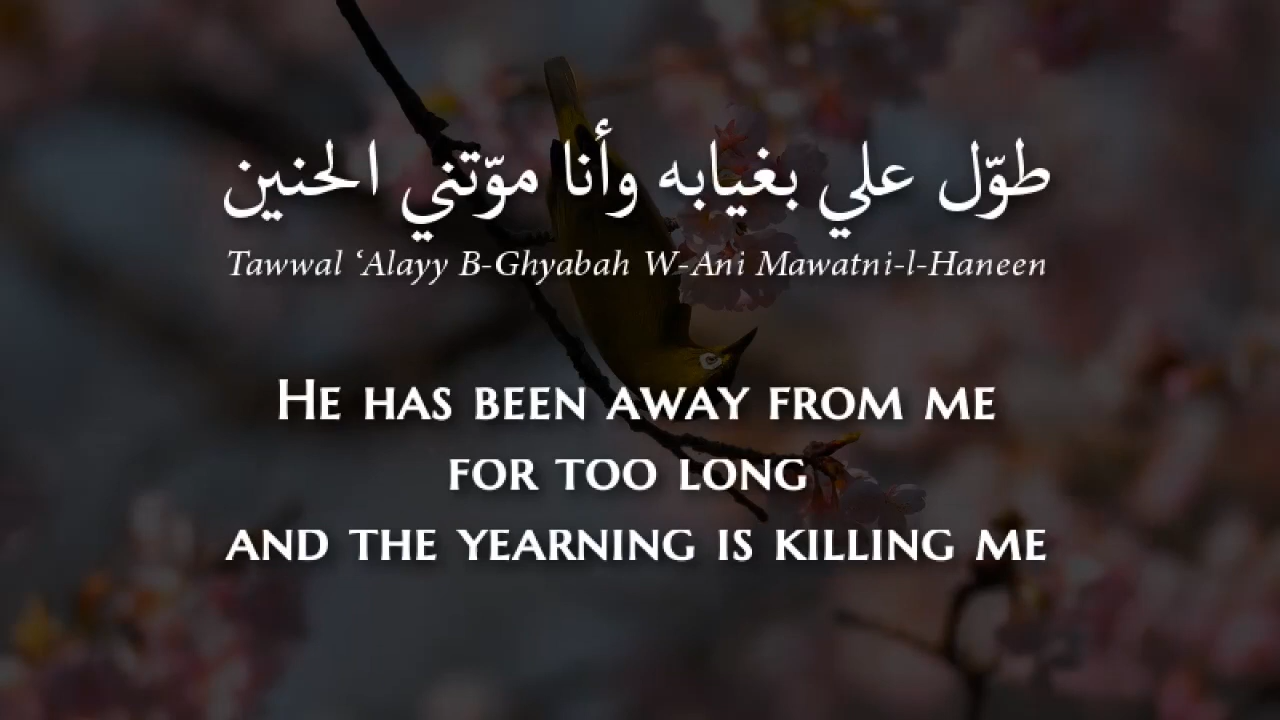 طوّل علي بغيابه وأنا موّتني الحنين
Tawwal ‘Alayy B-Ghyabah W-Ani Mawatni-l-Haneen
He has been away from me
for too long
and the yearning is killing me